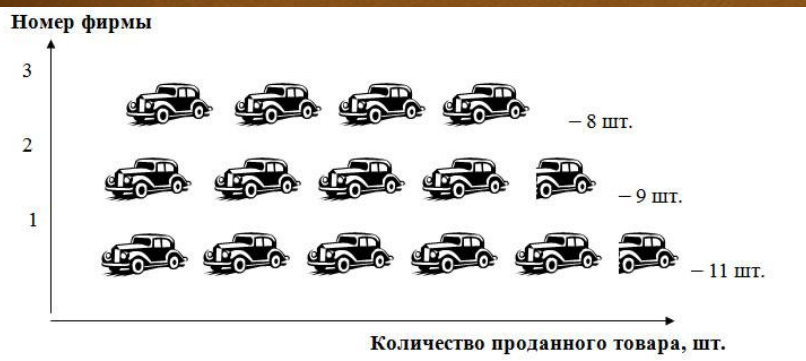 Номер фирмы
3
– 8 шт.
2
– 9 шт.
1
– 11 шт.
Количество проданного товара, шт.